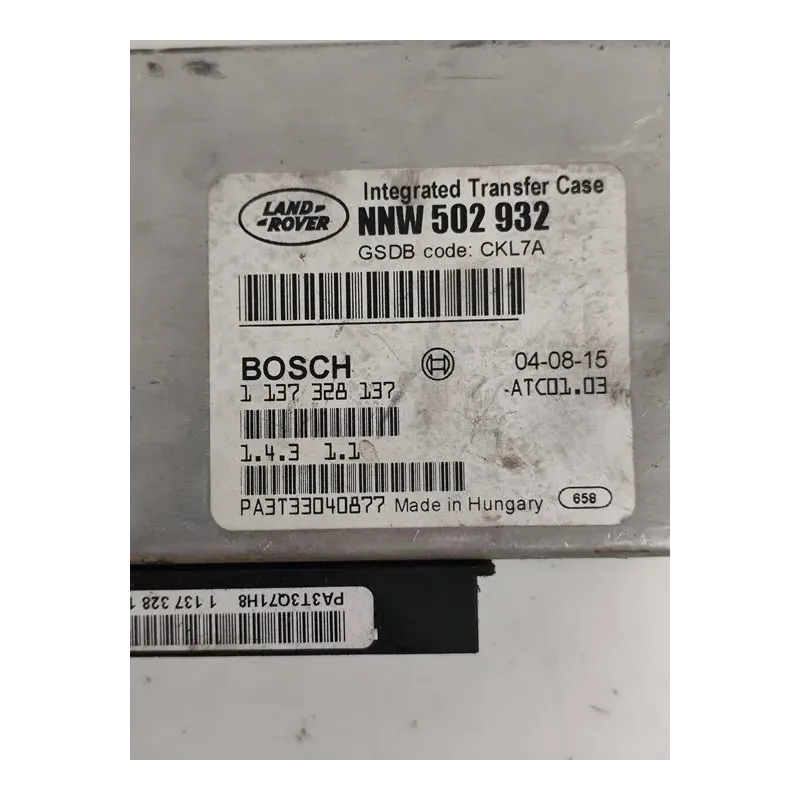 LAND-
-ROVER
Integrated Transfer Case
NNW 502 932
GSDB code: CKL7A
BOSCH
04-08-15
1 137 328 137
ATC01.03
1.4.3 1.1
PA3T33040877 Made in Hungary 658
PA3T3Q71H8 1 137 328 1